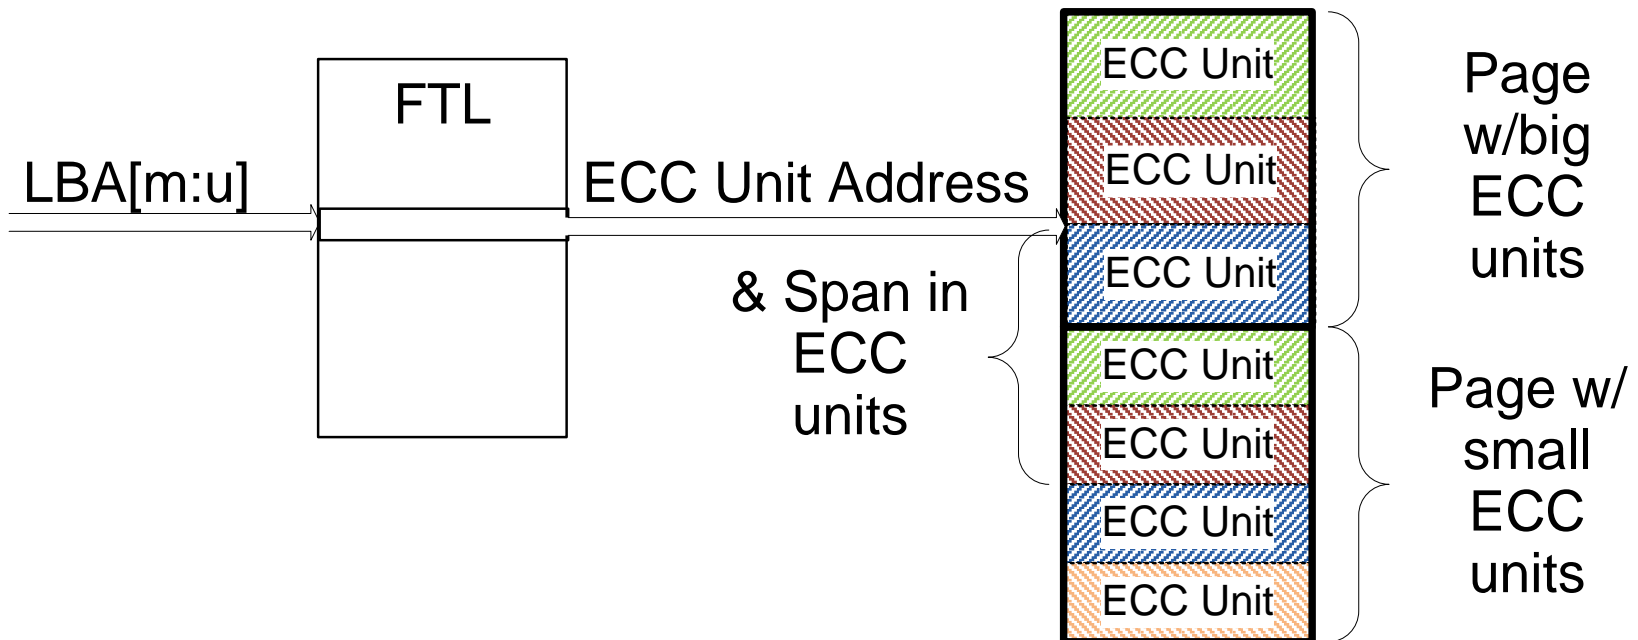 FTL
LBA[m:u]
ECC Unit Address
& Span in
ECC
units
ECC Unit
ECC Unit
ECC Unit
ECC Unit
ECC Unit
ECC Unit
ECC Unit
Page
w/big
ECC
units
Page w/
small
ECC
units